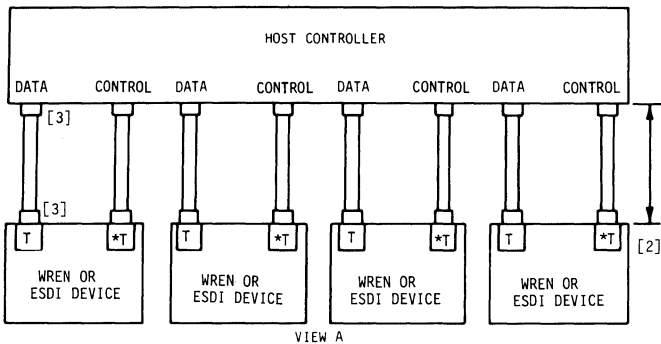 HOST CONTROLLER
DATA CONTROL DATA CONTROL DATA CONTROL DATA CONTROL
[3]
[3]
T *T T *T T *T T *T
[2]
WREN OR ESDI DEVICE
WREN OR ESDI DEVICE
WREN OR ESDI DEVICE
WREN OR ESDI DEVICE
VIEW A